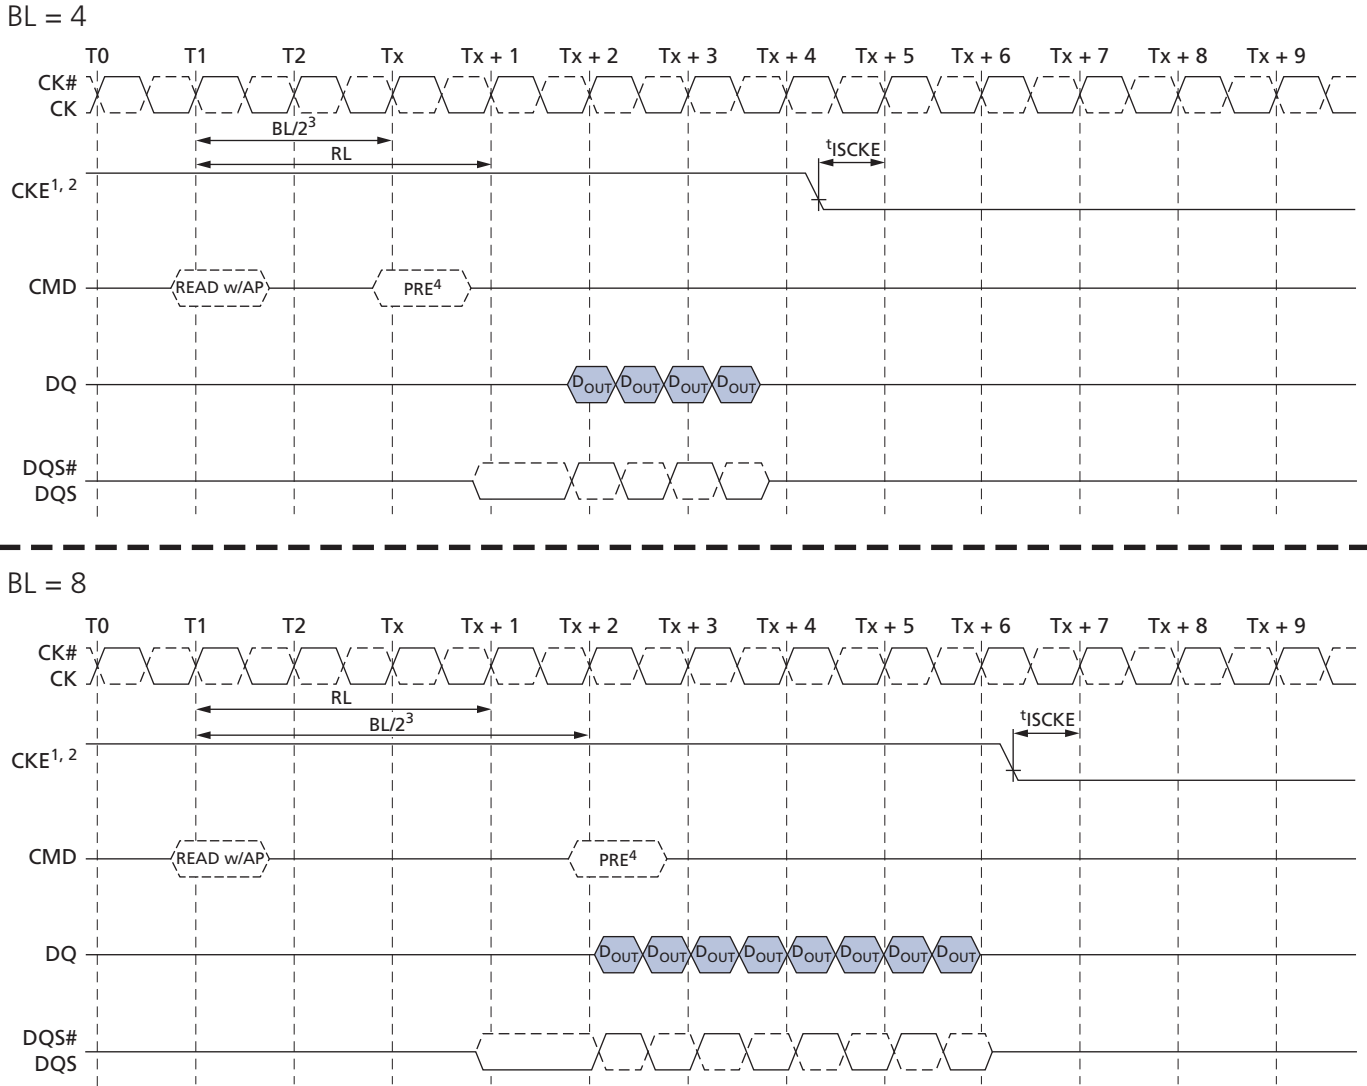 BL = 4
T0 T1 T2 Tx Tx + 1 Tx + 2 Tx + 3 Tx + 4 Tx + 5 Tx + 6 Tx + 7 Tx + 8 Tx + 9
CK#
CK
BL/2³
RL
tISCKE
CKE1, 2
CMD READ w/AP PRE4
DQ DOUT DOUT DOUT DOUT
DQS#
DQS
BL = 8
T0 T1 T2 Tx Tx + 1 Tx + 2 Tx + 3 Tx + 4 Tx + 5 Tx + 6 Tx + 7 Tx + 8 Tx + 9
CK#
CK
RL
BL/2³
tISCKE
CKE1, 2
CMD READ w/AP PRE4
DQ DOUT DOUT DOUT DOUT DOUT DOUT DOUT DOUT
DQS#
DQS